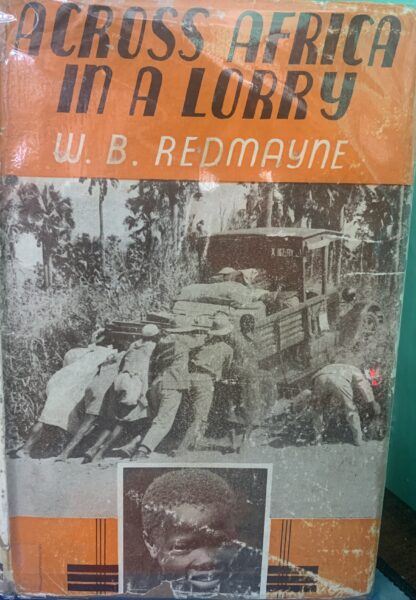 ACROSS AFRICA
IN A LORRY
W. B. REDMAYNE